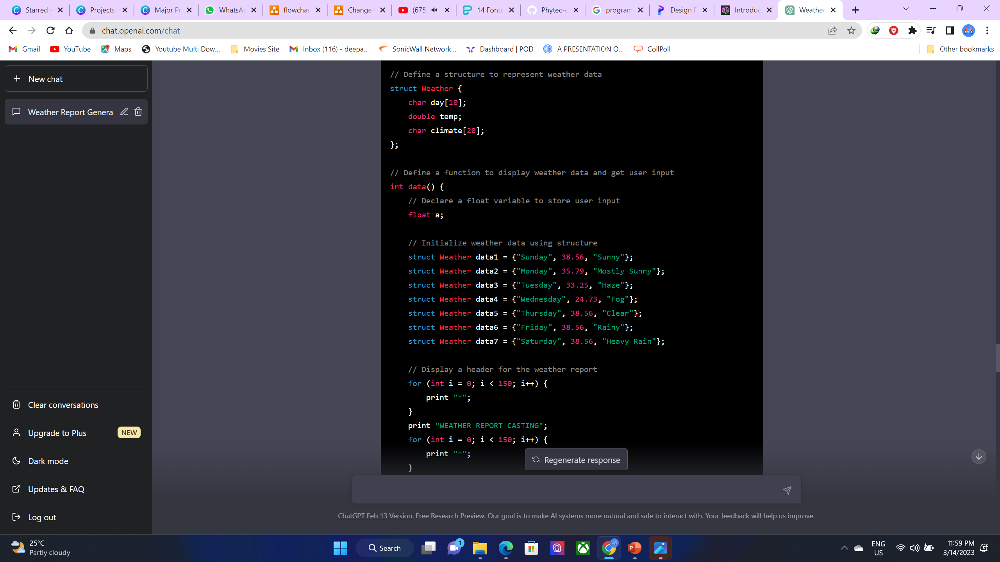 Starred -
Projects
Major Pr
WhatsAp
flowchar
Change
(675
14 Fonts
Phytec-c
program
Design F
Introduc
Weather
chat.openai.com/chat
Gmail
YouTube
Maps
Youtube Multi Dow...
Movies Site
Inbox (116) - deepa...
SonicWall Network...
Dashboard | POD
A PRESENTATION O...
CollPoll
Other bookmarks
New chat
Weather Report Genera
Clear conversations
Upgrade to Plus
NEW
Dark mode
Updates & FAQ
Log out
// Define a structure to represent weather data
struct Weather {
char day[10];
double temp;
char climate[20];
};
// Define a function to display weather data and get user input
int data() {
// Declare a float variable to store user input
float a;
// Initialize weather data using structure
struct Weather data1 = {"Sunday", 38.56, "Sunny"};
struct Weather data2 = {"Monday", 35.79, "Mostly Sunny"};
struct Weather data3 = {"Tuesday", 33.25, "Haze"};
struct Weather data4 = {"Wednesday", 24.73, "Fog"};
struct Weather data5 = {"Thursday", 38.56, "Clear"};
struct Weather data6 = {"Friday", 38.56, "Rainy"};
struct Weather data7 = {"Saturday", 38.56, "Heavy Rain"};
// Display a header for the weather report
for (int i = 0; i < 150; i++) {
print "*";
}
print "WEATHER REPORT CASTING";
for (int i = 0; i < 150; i++) {
print "*";
}
Regenerate response
ChatGPT Feb 13 Version. Free Research Preview. Our goal is to make AI systems more natural and safe to interact with. Your feedback will help us improve.
25°C
Partly cloudy
Search
1
ENG
US
11:59 PM
3/14/2023